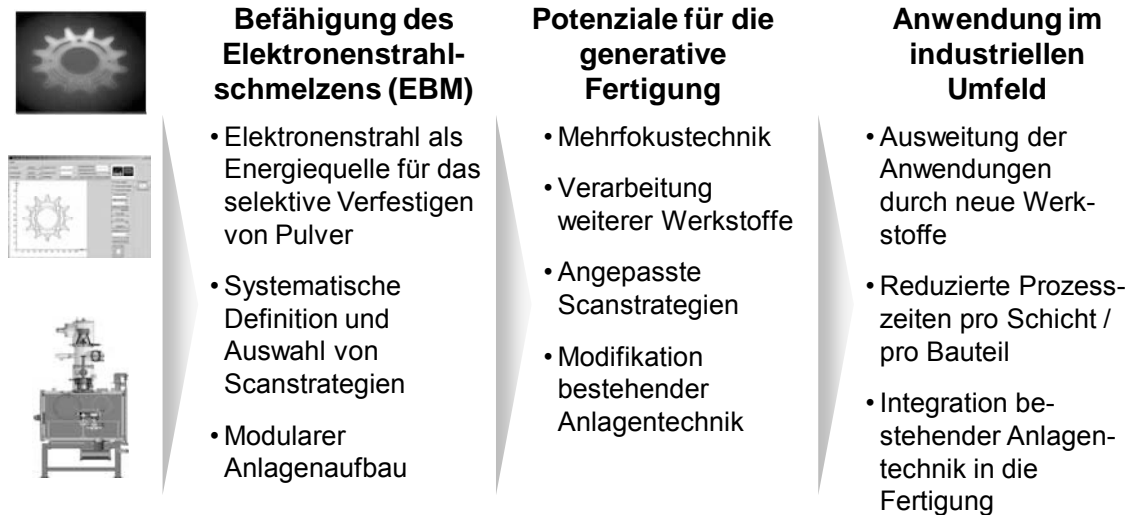 Befähigung des
Elektronenstrahl-
schmelzens (EBM)
• Elektronenstrahl als
Energiequelle für das
selektive Verfestigen
von Pulver
• Systematische
Definition und
Auswahl von
Scanstrategien
• Modularer
Anlagenaufbau
Potenziale für die
generative
Fertigung
• Mehrfokustechnik
• Verarbeitung
weiterer Werkstoffe
• Angepasste
Scanstrategien
• Modifikation
bestehender
Anlagentechnik
Anwendung im
industriellen
Umfeld
• Ausweitung der
Anwendungen
durch neue Werk-
stoffe
• Reduzierte Prozess-
zeiten pro Schicht /
pro Bauteil
• Integration be-
stehender Anlagen-
technik in die
Fertigung